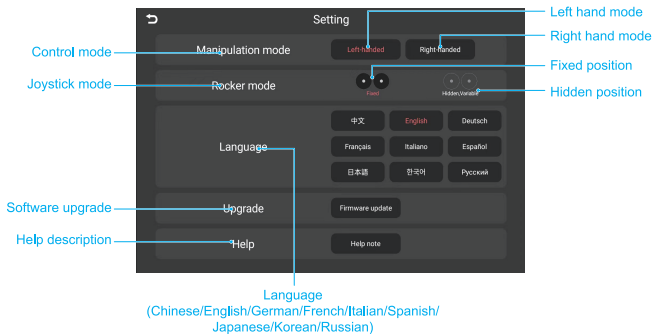 Setting
Left hand mode
Right hand mode
Control mode
Manipulation mode
Left-handed
Right-handed
Fixed position
Joystick mode
Rocker mode
Fixed
Hidden,Variable
Hidden position
Language
中文
English
Deutsch
Français
Italiano
Español
日本語
한국어
Русский
Software upgrade
Upgrade
Firmware update
Help description
Help
Help note
Language
(Chinese/English/German/French/Italian/Spanish/
Japanese/Korean/Russian)